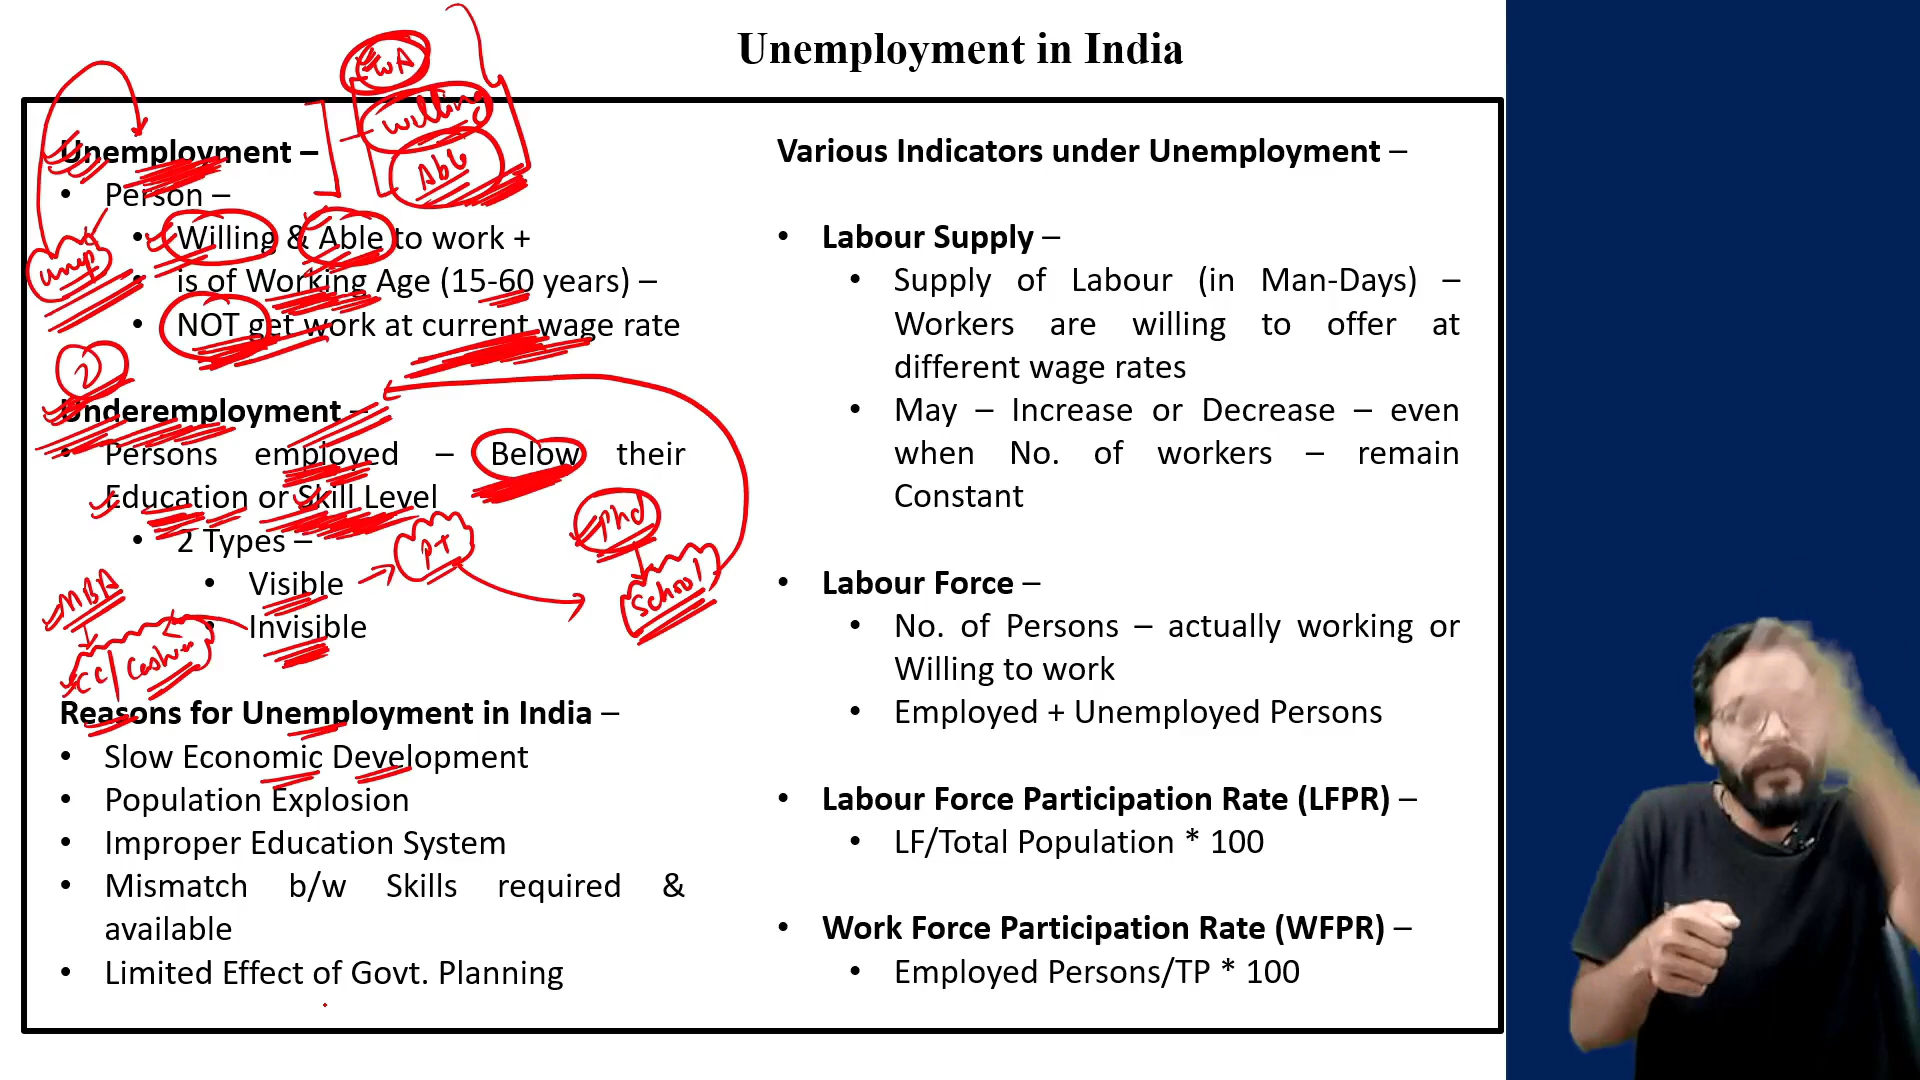 Unemployment in India
WA
willing
Able
Unemployment –
• Person –
• Willing & Able to work +
• is of Working Age (15-60 years) –
• NOT get work at current wage rate
unep
2
Underemployment –
• Persons employed – Below their
Education or Skill Level
• 2 Types –
• Visible
• Invisible
PT
Phd
School
MBA
CC/Cashier
Reasons for Unemployment in India –
• Slow Economic Development
• Population Explosion
• Improper Education System
• Mismatch b/w Skills required &
available
• Limited Effect of Govt. Planning
Various Indicators under Unemployment –
• Labour Supply –
• Supply of Labour (in Man-Days) –
Workers are willing to offer at
different wage rates
• May – Increase or Decrease – even
when No. of workers – remain
Constant
• Labour Force –
• No. of Persons – actually working or
Willing to work
• Employed + Unemployed Persons
• Labour Force Participation Rate (LFPR) –
• LF/Total Population * 100
• Work Force Participation Rate (WFPR) –
• Employed Persons/TP * 100